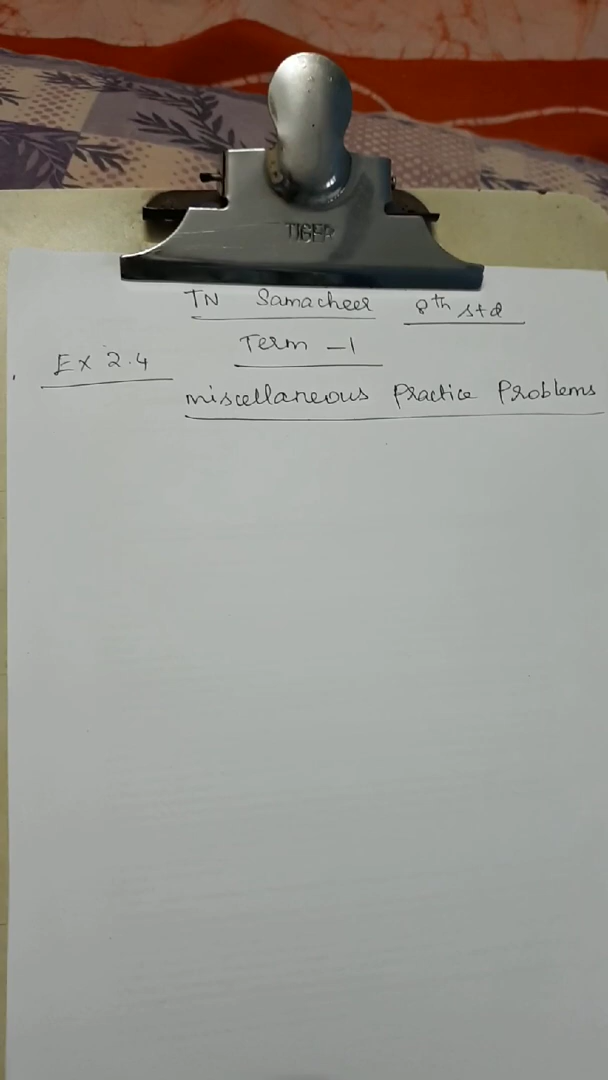 TIGER
TN Samacheer 8th std
Term -1
Ex 2.4
miscellaneous Practice Problems